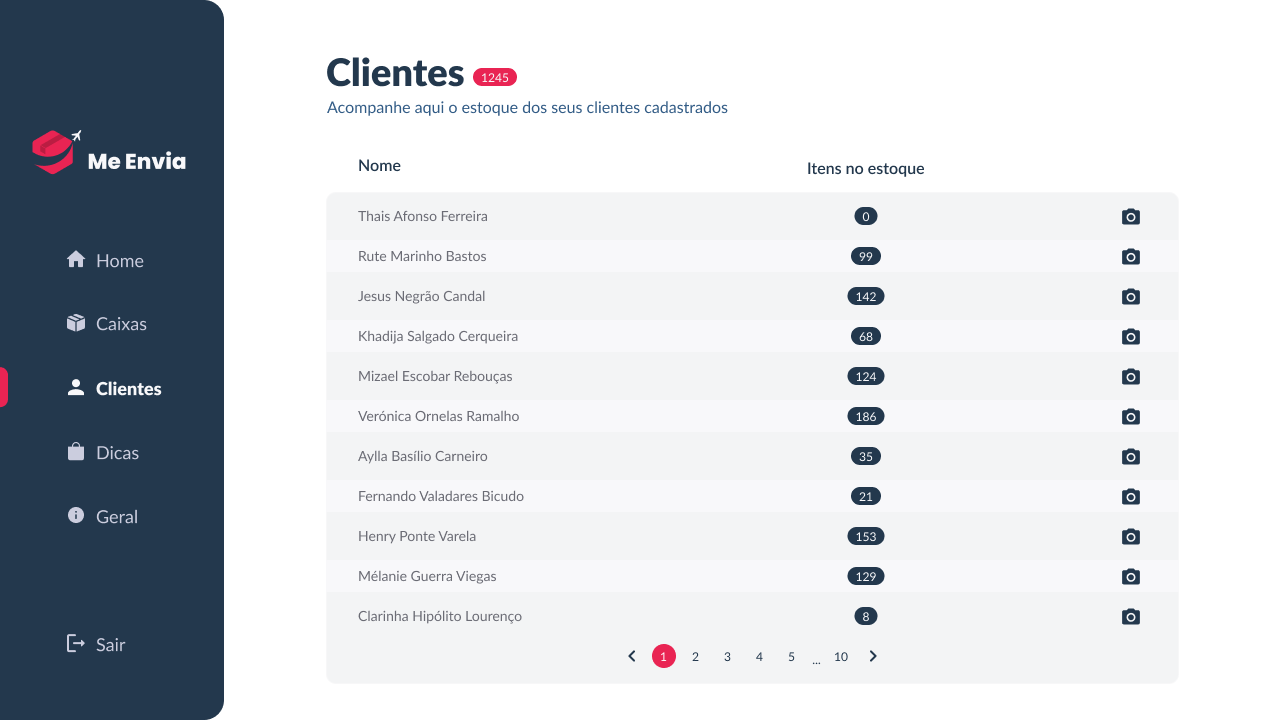 Me Envia
Home
Caixas
Clientes
Dicas
Geral
Sair
Clientes 1245
Acompanhe aqui o estoque dos seus clientes cadastrados
Nome Itens no estoque
Thais Afonso Ferreira 0
Rute Marinho Bastos 99
Jesus Negrão Candal 142
Khadija Salgado Cerqueira 68
Mizael Escobar Rebouças 124
Verónica Ornelas Ramalho 186
Aylla Basílio Carneiro 35
Fernando Valadares Bicudo 21
Henry Ponte Varela 153
Mélanie Guerra Viegas 129
Clarinha Hipólito Lourenço 8
1 2 3 4 5 ... 10